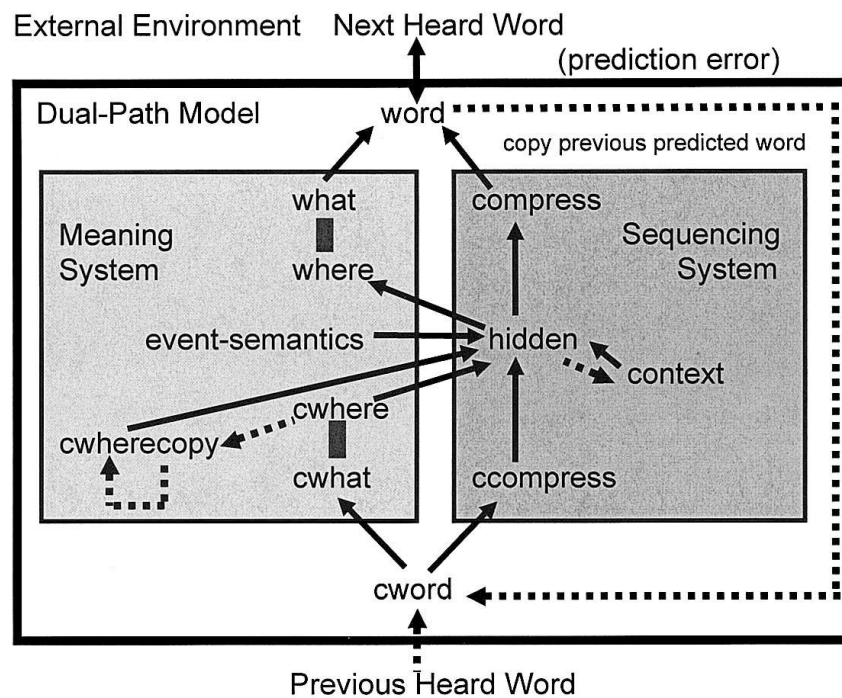 External Environment Next Heard Word
(prediction error)
Dual-Path Model word
copy previous predicted word
what compress
Meaning System
Sequencing System
where
event-semantics hidden
context
cwhere
cwherecopy
cwhat ccompress
cword
Previous Heard Word